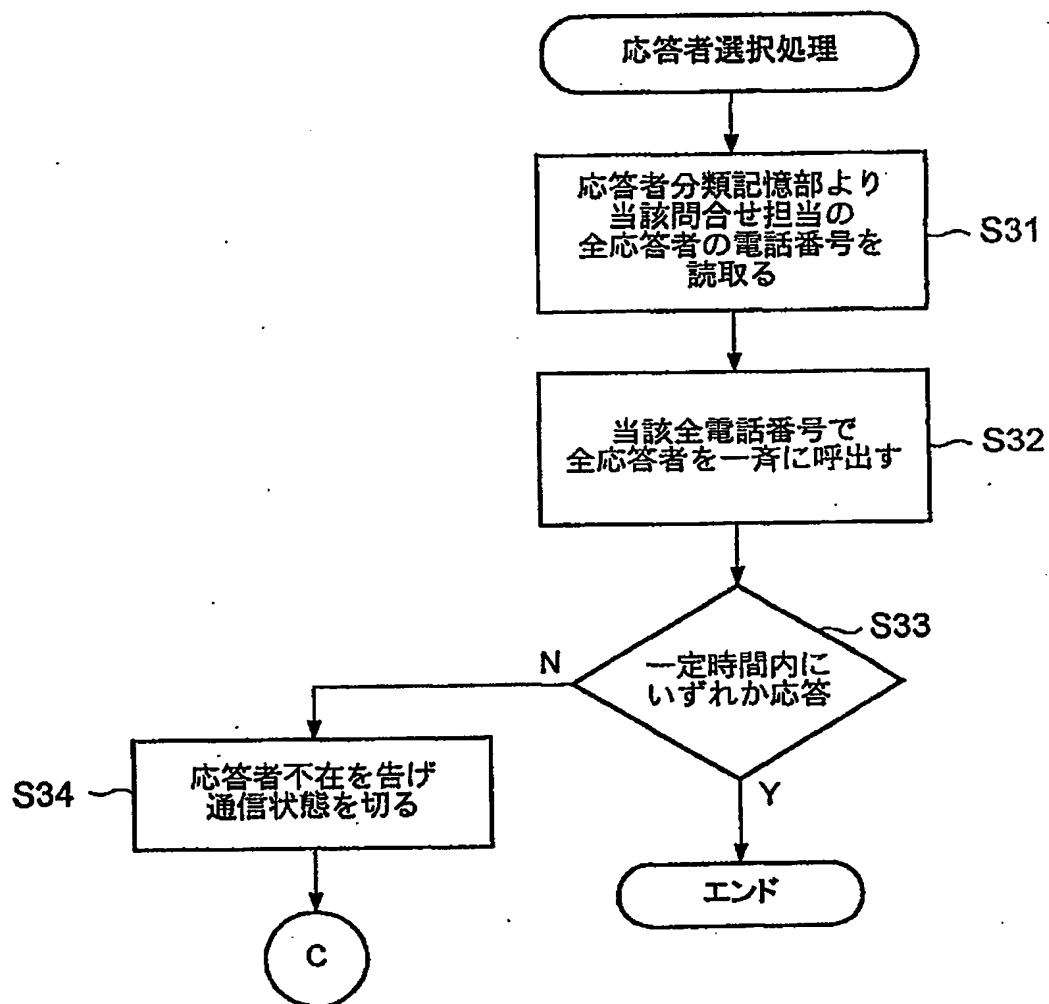 応答者選択処理
応答者分類記憶部より
当該問合せ担当の
全応答者の電話番号を
読取る
S31
当該全電話番号で
全応答者を一斉に呼出す
S32
S33
一定時間内に
いずれか応答
N
Y
S34
応答者不在を告げ
通信状態を切る
エンド
C